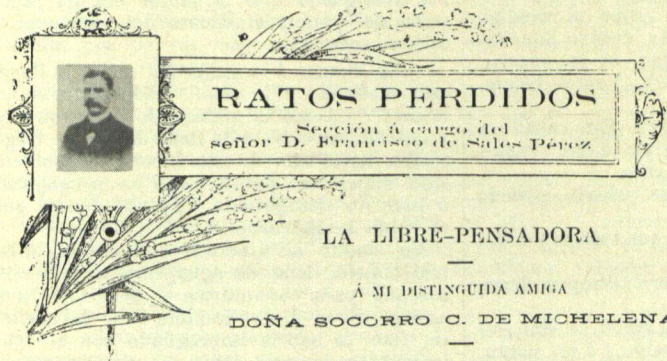 RATOS PERDIDOS
Sección á cargo del
señor D. Francisco de Sales Pérez
LA LIBRE-PENSADORA
Á MI DISTINGUIDA AMIGA
DOÑA SOCORRO C. DE MICHELENA